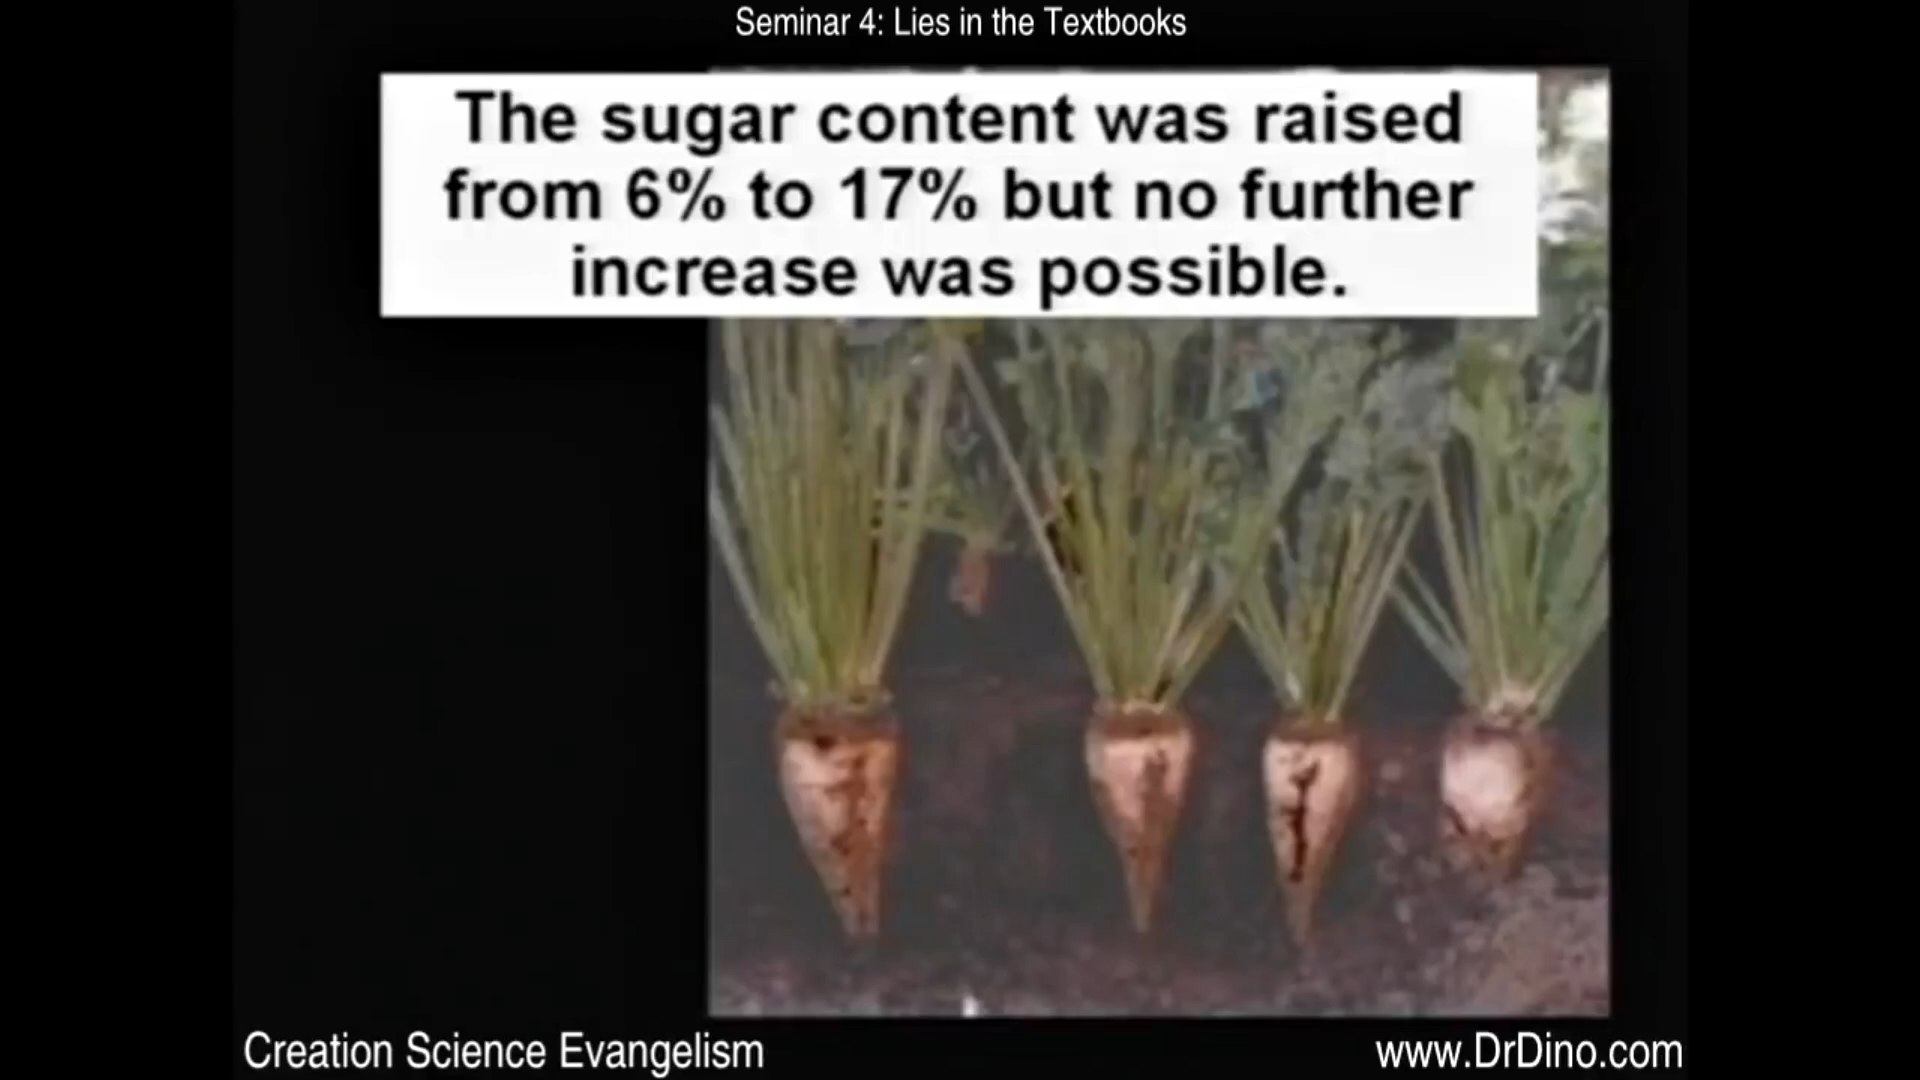 Seminar 4: Lies in the Textbooks
The sugar content was raised
from 6% to 17% but no further
increase was possible.
Creation Science Evangelism
www.DrDino.com